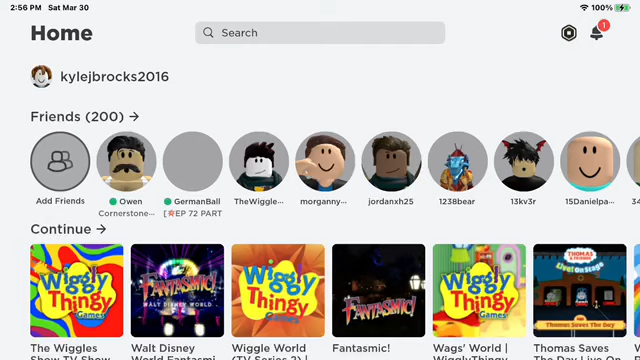 2:56 PM Sat Mar 30
100%
Home
Search
1
kylejbrocks2016
Friends (200) →
Add Friends
Owen
GermanBall
TheWiggle...
morganny...
jordanxh25
1238bear
13kv3r
15Danielpa...
Cornerstone...
[EP 72 PART
Continue →
Wiggly
Thingy
Games
FANTASMIC!
WALT DISNEY WORLD
Wiggly
Thingy
Games
FANTASMIC!
Wiggly
Thingy
Games
THOMAS
& FRIENDS
Live! On Stage
Thomas Saves The Day
The Wiggles
Show TV Show
Walt Disney
World Fantasmi
Wiggle World
(TV Series 2) |
Fantasmic!
Wags' World |
WigglyThingy
Thomas Saves
The Day Live On